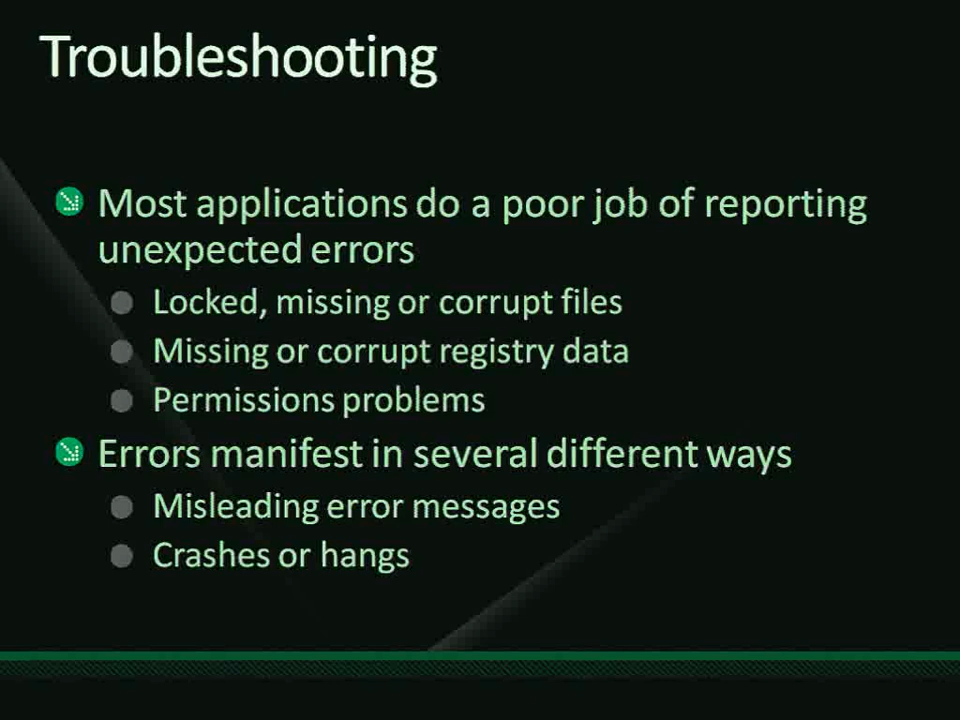 Troubleshooting
Most applications do a poor job of reporting
unexpected errors
Locked, missing or corrupt files
Missing or corrupt registry data
Permissions problems
Errors manifest in several different ways
Misleading error messages
Crashes or hangs